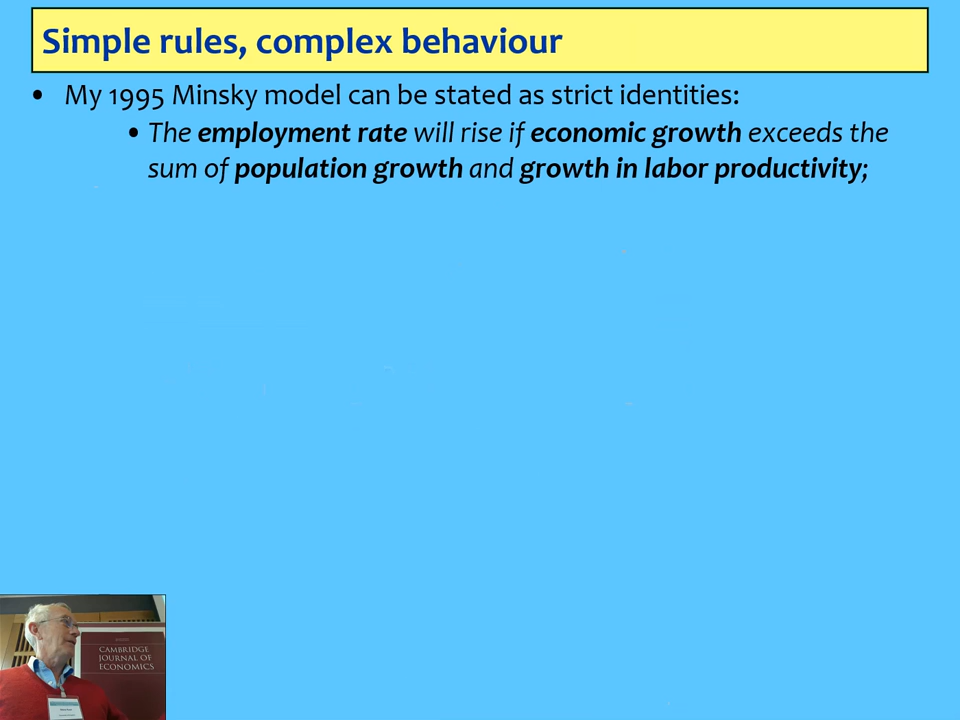 Simple rules, complex behaviour
• My 1995 Minsky model can be stated as strict identities:
• The employment rate will rise if economic growth exceeds the
sum of population growth and growth in labor productivity;
CAMBRIDGE
JOURNAL OF
ECONOMICS